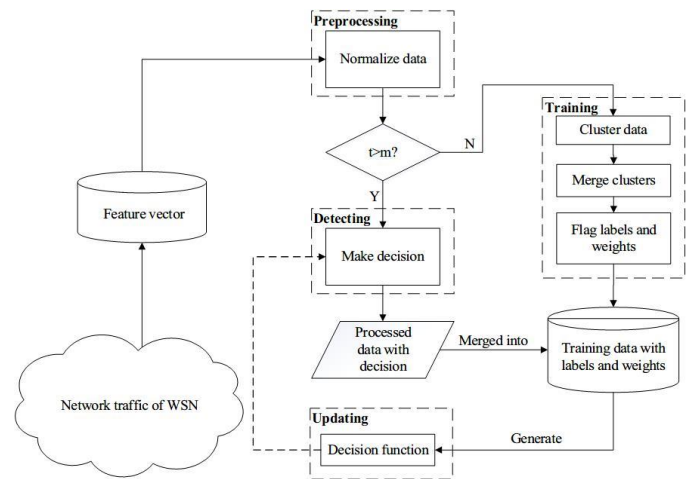 Preprocessing
Normalize data
t>m?
N
Y
Training
Cluster data
Merge clusters
Flag labels and
weights
Feature vector
Detecting
Make decision
Processed
data with
decision
Merged into
Training data with
labels and weights
Network traffic of WSN
Updating
Decision function
Generate